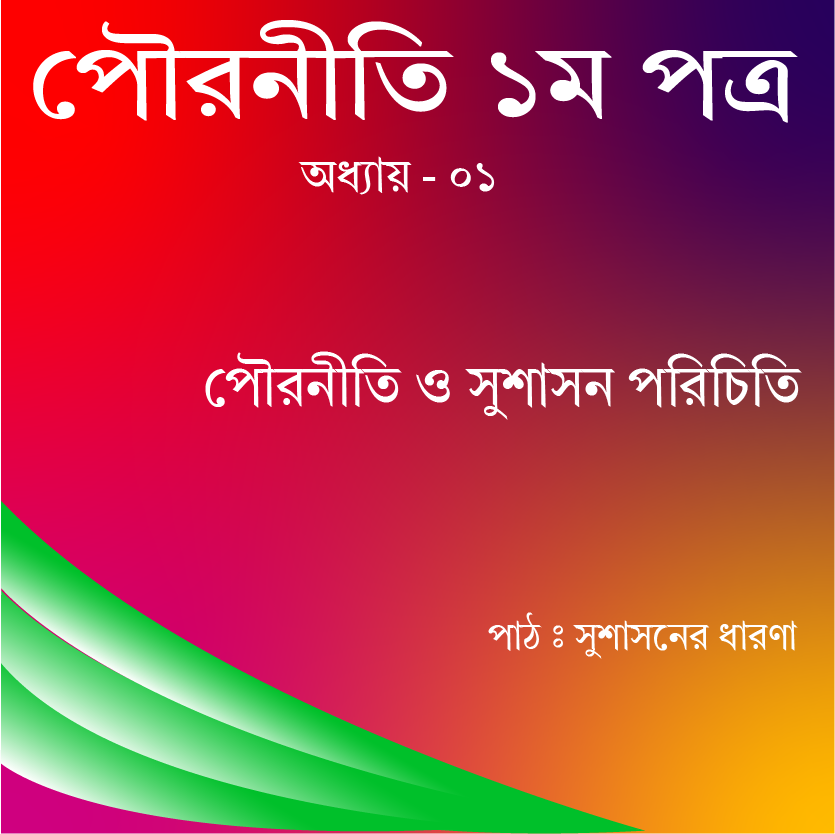 পৌরনীতি ১ম পত্র
অধ্যায় - ০১
পৌরনীতি ও সুশাসন পরিচিতি
পাঠ ঃ সুশাসনের ধারণা